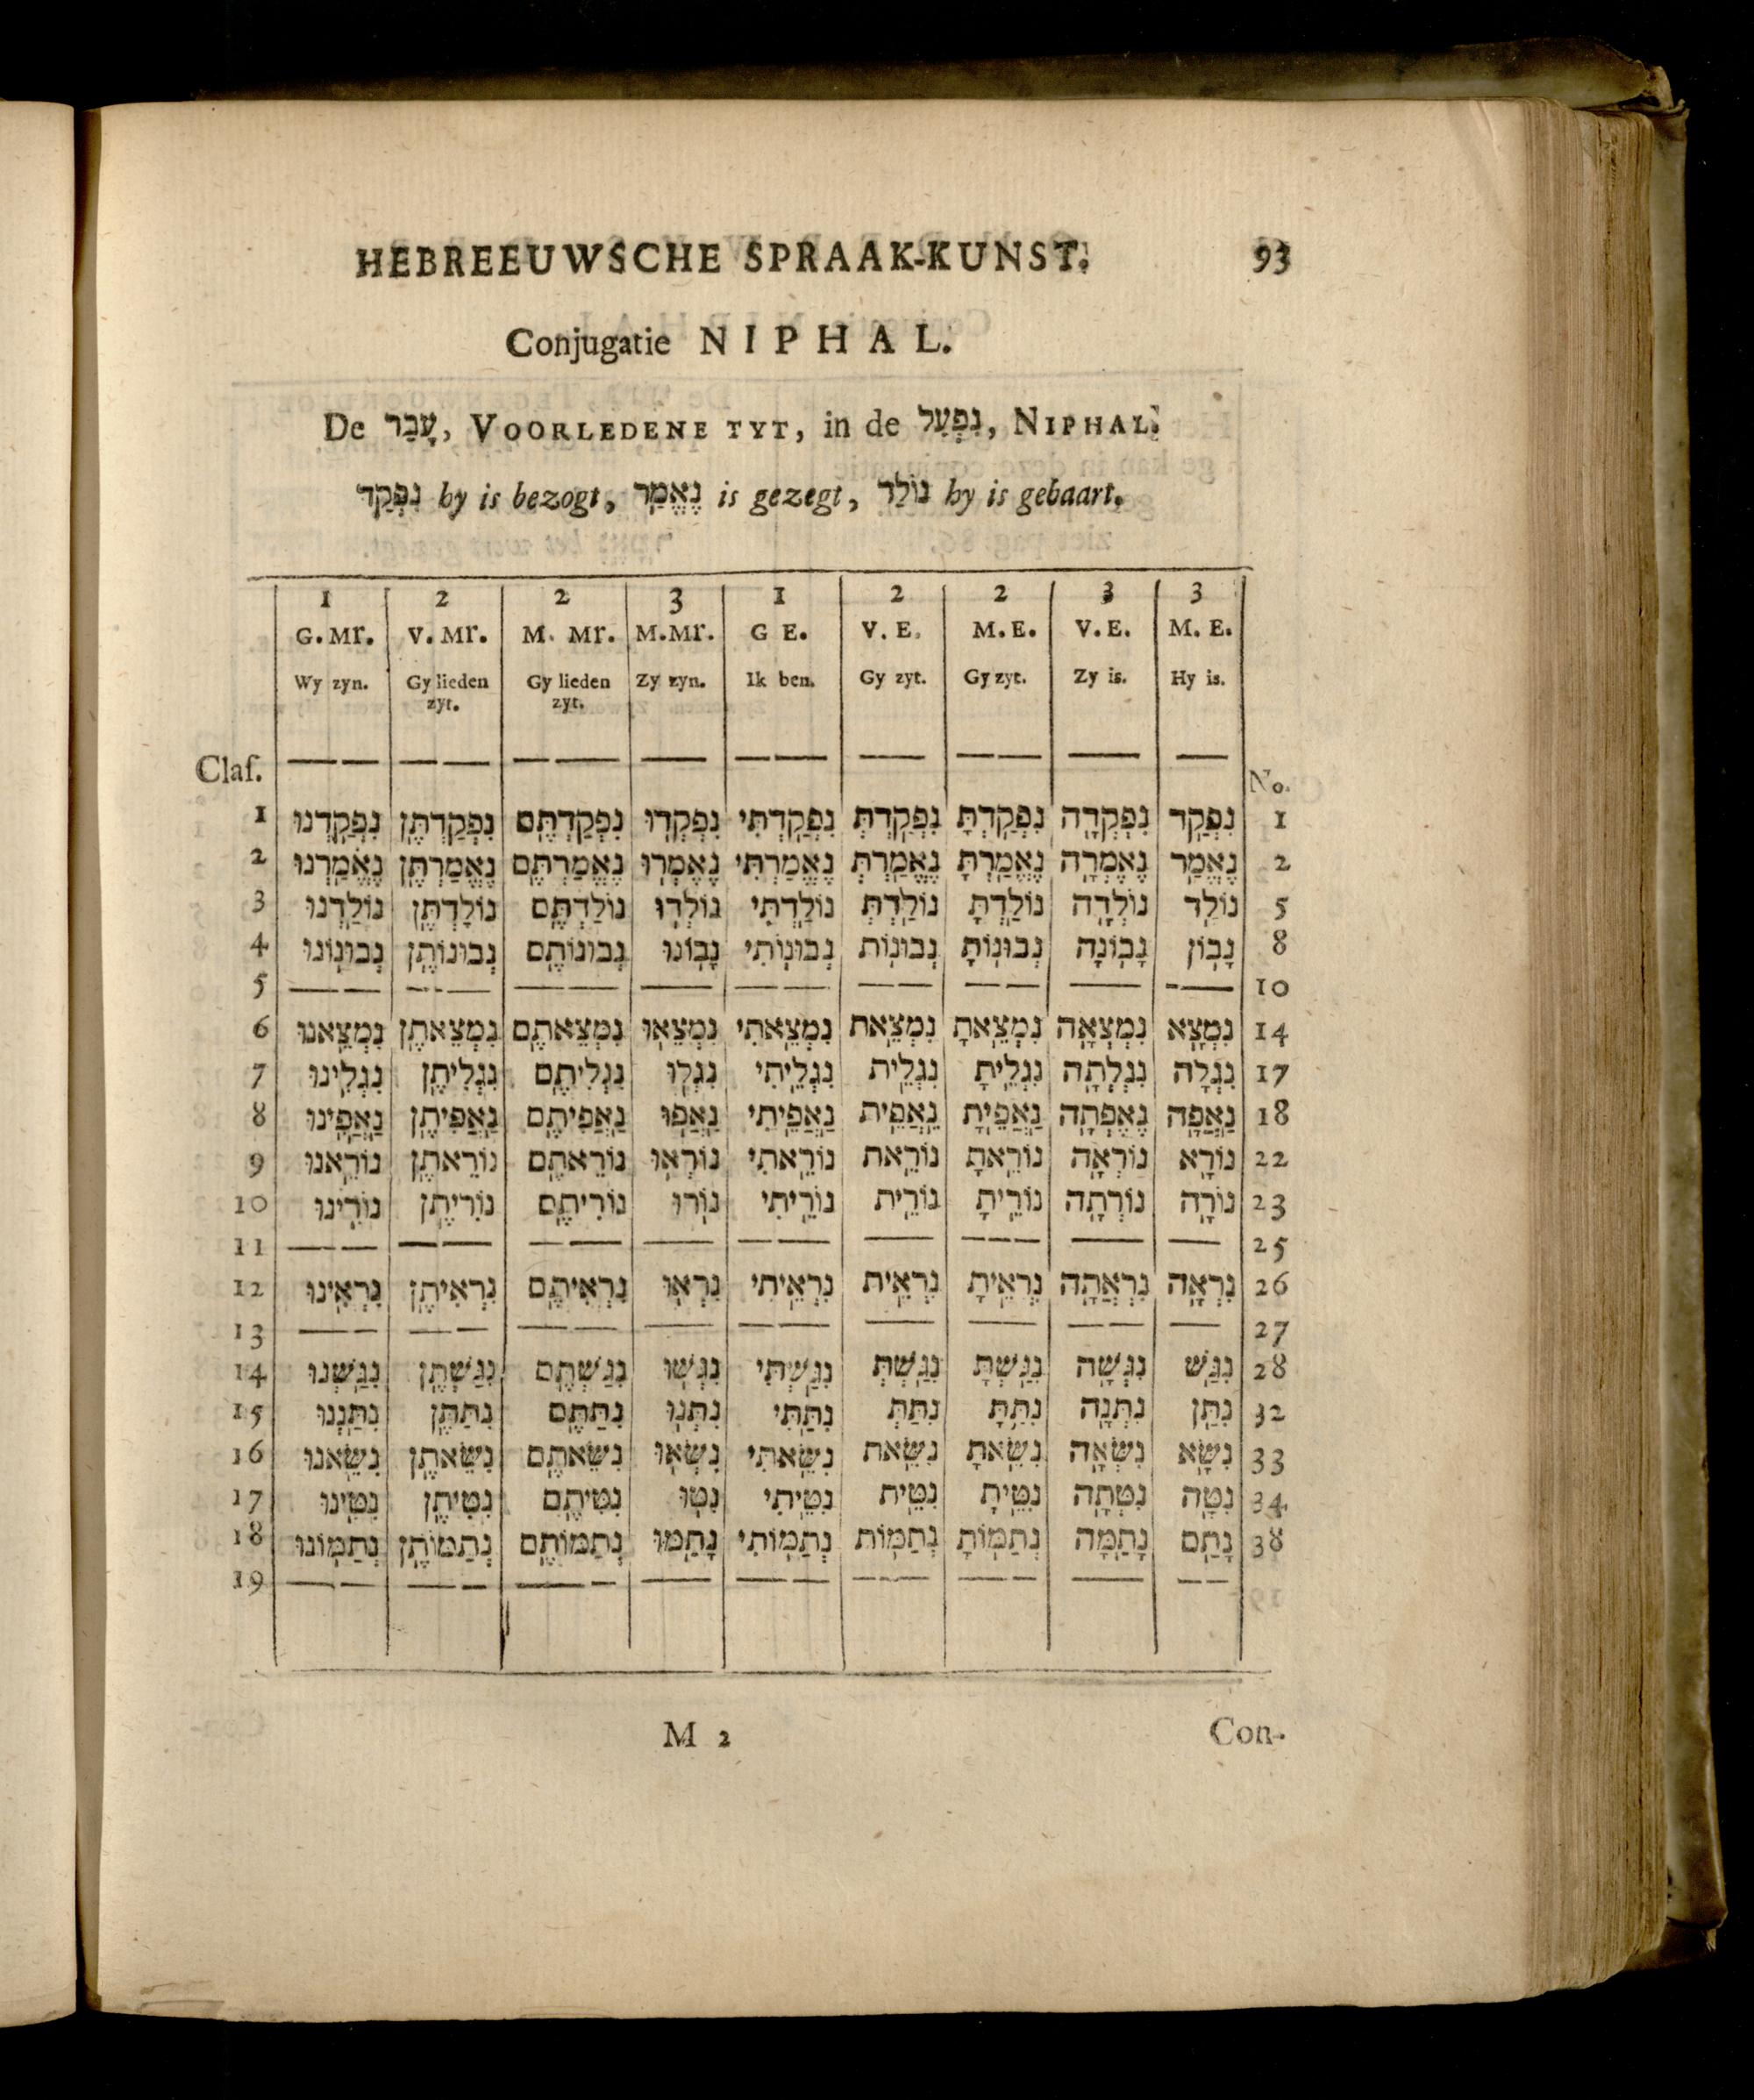 HEBREEUWSCHE SPRAAK-KUNST. 93
Conjugatie NIPHAL.
De עָבַר, VOORLEDENE TYT, in de נִפְעַל, NIPHAL.
נִפְקַד hy is bezogt, נֶאֱמַר is gezegt, נוֹלַד hy is gebaart.
1 2 2 3 1 2 2 3 3
G. Mr. V. Mr. M. Mr. M. Mr. G E. V. E. M. E. V. E. M. E.
Wy zyn. Gy lieden zyt. Gy lieden zyt. Zy zyn. Ik ben. Gy zyt. Gy zyt. Zy is. Hy is.
Claſ. No.
1 נִפְקַדְנוּ נִפְקַדְתֶּן נִפְקַדְתֶּם נִפְקְדוּ נִפְקַדְתִּי נִפְקַדְתְּ נִפְקַדְתָּ נִפְקְדָה נִפְקַד 1
2 נֶאֱמַרְנוּ נֶאֱמַרְתֶּן נֶאֱמַרְתֶּם נֶאֶמְרוּ נֶאֱמַרְתִּי נֶאֱמַרְתְּ נֶאֱמַרְתָּ נֶאֶמְרָה נֶאֱמַר 2
3 נוֹלַדְנוּ נוֹלַדְתֶּן נוֹלַדְתֶּם נוֹלְדוּ נוֹלַדְתִּי נוֹלַדְתְּ נוֹלַדְתָּ נוֹלְדָה נוֹלַד 5
4 נְבוּנוֹנוּ נְבוּנוֹתֶן נְבוּנוֹתֶם נָבוֹנוּ נְבוּנוֹתִי נְבוּנוֹת נְבוּנוֹתָ נָבוֹנָה נָבוֹן 8
5 — — — — — — — — — 10
6 נִמְצֵאנוּ נִמְצֵאתֶן נִמְצֵאתֶם נִמְצְאוּ נִמְצֵאתִי נִמְצֵאת נִמְצֵאתָ נִמְצְאָה נִמְצָא 14
7 נִגְלִינוּ נִגְלִיתֶן נִגְלִיתֶם נִגְלוּ נִגְלֵיתִי נִגְלֵית נִגְלֵיתָ נִגְלְתָה נִגְלָה 17
8 נַאֲפִינוּ נַאֲפִיתֶן נַאֲפִיתֶם נַאֲפוּ נַאֲפֵיתִי נַאֲפֵית נַאֲפֵיתָ נֶאֶפְתָה נַאֲפָה 18
9 נוֹרֵאנוּ נוֹרֵאתֶן נוֹרֵאתֶם נוֹרְאוּ נוֹרֵאתִי נוֹרֵאת נוֹרֵאתָ נוֹרְאָה נוֹרָא 22
10 נוֹרִינוּ נוֹרִיתֶן נוֹרִיתֶם נוֹרוּ נוֹרֵיתִי נוֹרֵית נוֹרֵיתָ נוֹרְתָה נוֹרָה 23
11 — — — — — — — — — 25
12 נִרְאִינוּ נִרְאִיתֶן נִרְאִיתֶם נִרְאוּ נִרְאֵיתִי נִרְאֵית נִרְאֵיתָ נִרְאֲתָה נִרְאָה 26
13 — — — — — — — — — 27
14 נִגַּשְׁנוּ נִגַּשְׁתֶּן נִגַּשְׁתֶּם נִגְּשׁוּ נִגַּשְׁתִּי נִגַּשְׁתְּ נִגַּשְׁתָּ נִגְּשָׁה נִגַּשׁ 28
15 נִתַּנְנוּ נִתַּתֶּן נִתַּתֶּם נִתְּנוּ נִתַּתִּי נִתַּתְּ נִתַּתָּ נִתְּנָה נִתַּן 32
16 נִשֵּׂאנוּ נִשֵּׂאתֶן נִשֵּׂאתֶם נִשְּׂאוּ נִשֵּׂאתִי נִשֵּׂאת נִשֵּׂאתָ נִשְּׂאָה נִשָּׂא 33
17 נִטִּינוּ נִטִּיתֶן נִטִּיתֶם נִטּוּ נִטֵּיתִי נִטֵּית נִטֵּיתָ נִטְּתָה נִטָּה 34
18 נְתַמּוֹנוּ נְתַמּוֹתֶן נְתַמּוֹתֶם נָתַמּוּ נְתַמּוֹתִי נְתַמּוֹת נְתַמּוֹתָ נָתַמָּה נָתַם 38
19 — — — — — — — — —
M 2 Con-